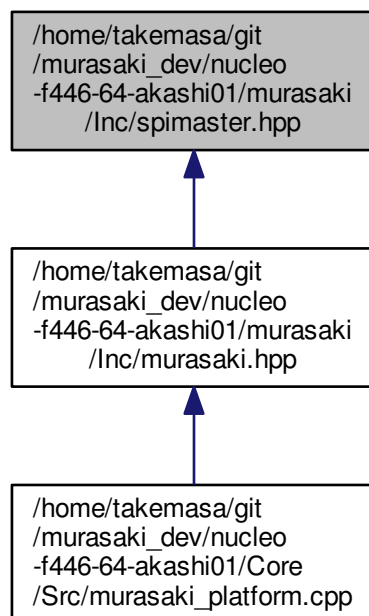 /home/takemasa/git
/murasaki_dev/nucleo
-f446-64-akashi01/murasaki
/Inc/spimaster.hpp
/home/takemasa/git
/murasaki_dev/nucleo
-f446-64-akashi01/murasaki
/Inc/murasaki.hpp
/home/takemasa/git
/murasaki_dev/nucleo
-f446-64-akashi01/Core
/Src/murasaki_platform.cpp